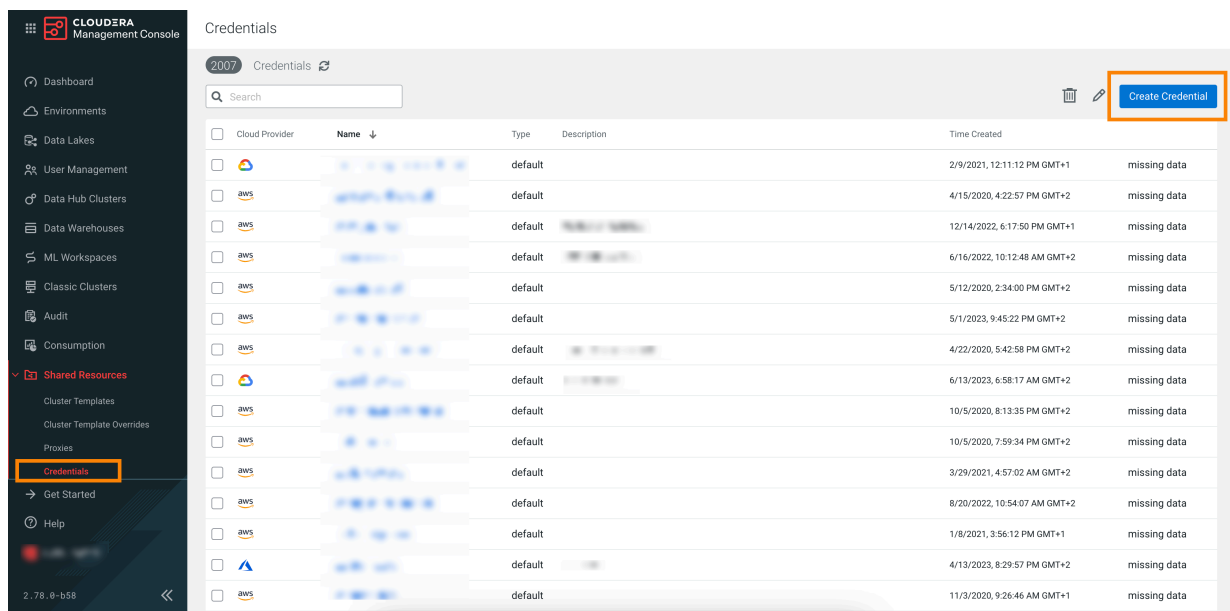 CLOUDERA
Management Console
Dashboard
Environments
Data Lakes
User Management
Data Hub Clusters
Data Warehouses
ML Workspaces
Classic Clusters
Audit
Consumption
Shared Resources
Cluster Templates
Cluster Template Overrides
Proxies
Credentials
Get Started
Help
2.78.0-b58
Credentials
2007 Credentials
Search
Create Credential
Cloud Provider Name Type Description Time Created
default 2/9/2021, 12:11:12 PM GMT+1 missing data
aws default 4/15/2020, 4:22:57 PM GMT+2 missing data
aws default 12/14/2022, 6:17:50 PM GMT+1 missing data
aws default 6/16/2022, 10:12:48 AM GMT+2 missing data
aws default 5/12/2020, 2:34:00 PM GMT+2 missing data
aws default 5/1/2023, 9:45:22 PM GMT+2 missing data
aws default 4/22/2020, 5:42:58 PM GMT+2 missing data
default 6/13/2023, 6:58:17 AM GMT+2 missing data
aws default 10/5/2020, 8:13:35 PM GMT+2 missing data
aws default 10/5/2020, 7:59:34 PM GMT+2 missing data
aws default 3/29/2021, 4:57:02 AM GMT+2 missing data
aws default 8/20/2022, 10:54:07 AM GMT+2 missing data
aws default 1/8/2021, 3:56:12 PM GMT+1 missing data
default 4/13/2023, 8:29:57 PM GMT+2 missing data
aws default 11/3/2020, 9:26:46 AM GMT+1 missing data